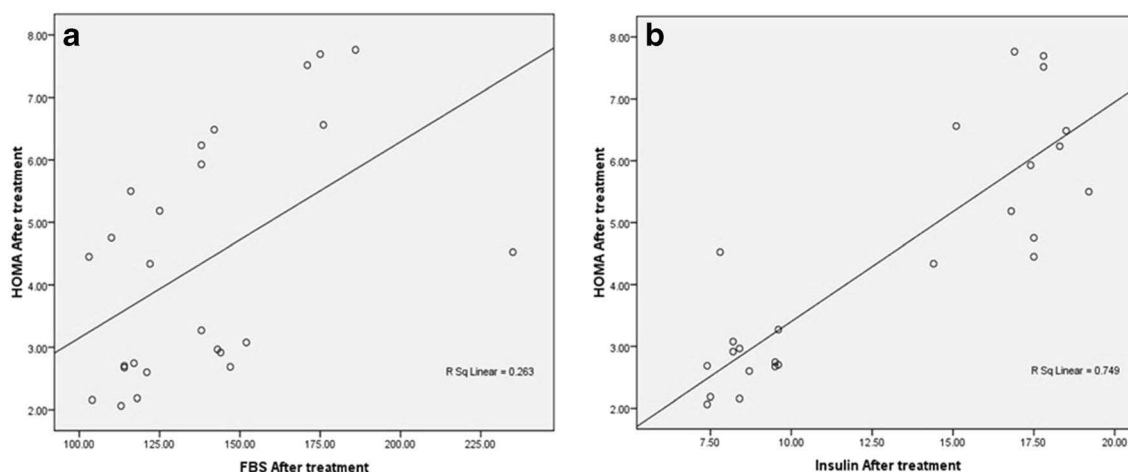 a
HOMA After treatment
8.00
7.00
6.00
5.00
4.00
3.00
2.00
R Sq Linear = 0.263
100.00 125.00 150.00 175.00 200.00 225.00
FBS After treatment
b
HOMA After treatment
8.00
7.00
6.00
5.00
4.00
3.00
2.00
R Sq Linear = 0.749
7.50 10.00 12.50 15.00 17.50 20.00
Insulin After treatment